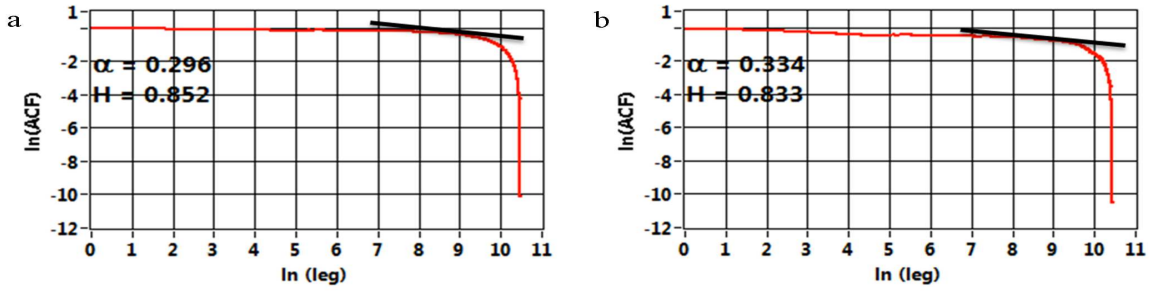 a
1
-2
-4
-6
-8
-10
-12
ln(ACF)
α = 0.296
H = 0.852
0 1 2 3 4 5 6 7 8 9 10 11
ln (leg)
b
1
-2
-4
-6
-8
-10
-12
ln(ACF)
α = 0.334
H = 0.833
0 1 2 3 4 5 6 7 8 9 10 11
ln (leg)